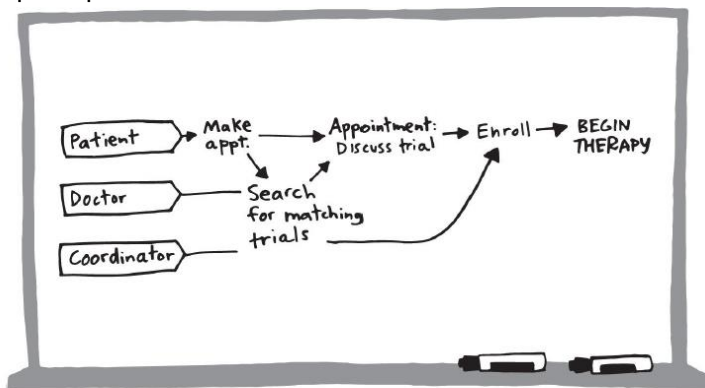 Patient
Make
appt.
Appointment:
Discuss trial
Enroll
BEGIN
THERAPY
Doctor
Search
for matching
trials
Coordinator